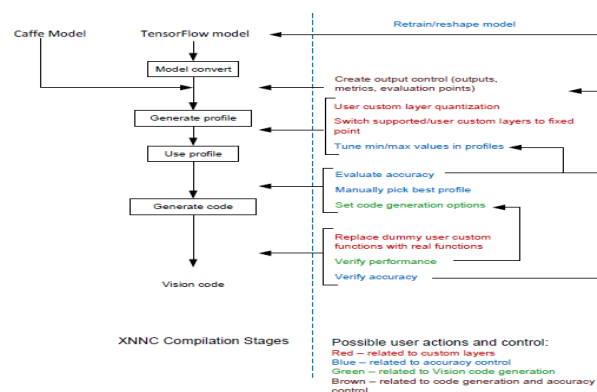 Retrain/reshape model
Caffe Model
TensorFlow model
Model convert
Create output control (outputs,
metrics, evaluation points)
User custom layer quantization
Switch supported/user custom layers to fixed
point
Tune min/max values in profiles
Generate profile
Use profile
Evaluate accuracy
Manually pick best profile
Set code generation options
Generate code
Replace dummy user custom
functions with real functions
Verify performance
Verify accuracy
Vision code
XNNC Compilation Stages
Possible user actions and control:
Red – related to custom layers
Blue – related to accuracy control
Green – related to Vision code generation
Brown – related to code generation and accuracy
control